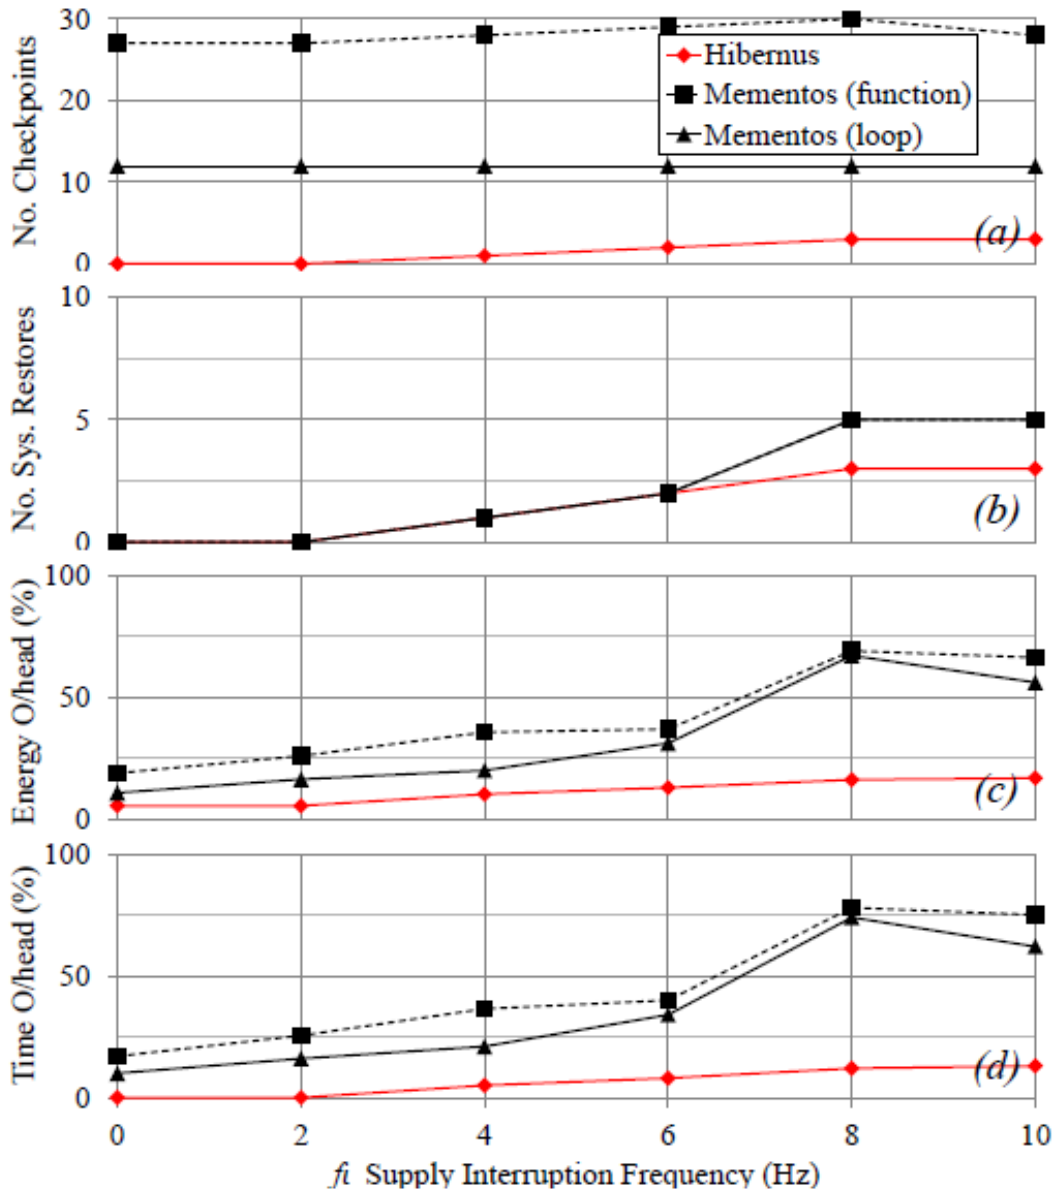 No. Checkpoints
30
20
10
0
Hibernus
Mementos (function)
Mementos (loop)
(a)
No. Sys. Restores
10
5
0
(b)
Energy O/head (%)
100
50
0
(c)
Time O/head (%)
100
50
0
(d)
0 2 4 6 8 10
fi Supply Interruption Frequency (Hz)